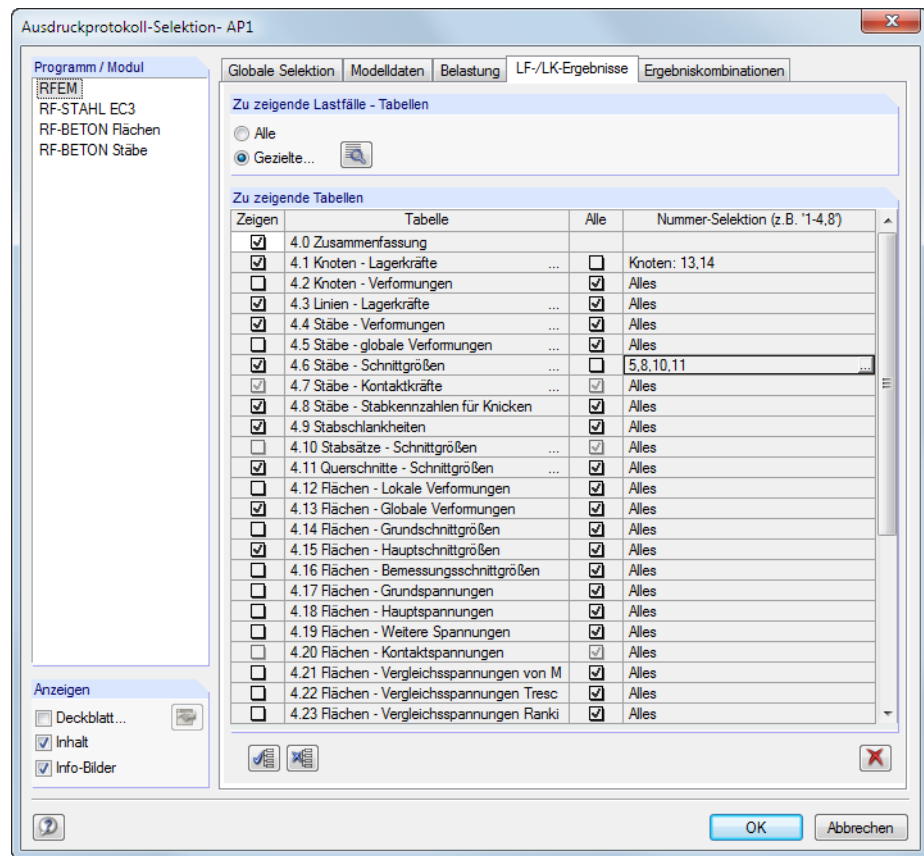 Ausdruckprotokoll-Selektion- AP1
Programm / Modul
RFEM
RF-STAHL EC3
RF-BETON Flächen
RF-BETON Stäbe
Globale Selektion Modelldaten Belastung LF-/LK-Ergebnisse Ergebniskombinationen
Zu zeigende Lastfälle - Tabellen
Alle
Gezielte...
Zu zeigende Tabellen
Zeigen Tabelle Alle Nummer-Selektion (z.B. '1-4,8')
4.0 Zusammenfassung
4.1 Knoten - Lagerkräfte ... Knoten: 13,14
4.2 Knoten - Verformungen Alles
4.3 Linien - Lagerkräfte ... Alles
4.4 Stäbe - Verformungen ... Alles
4.5 Stäbe - globale Verformungen ... Alles
4.6 Stäbe - Schnittgrößen ... 5,8,10,11 ...
4.7 Stäbe - Kontaktkräfte ... Alles
4.8 Stäbe - Stabkennzahlen für Knicken Alles
4.9 Stabschlankheiten Alles
4.10 Stabsätze - Schnittgrößen ... Alles
4.11 Querschnitte - Schnittgrößen ... Alles
4.12 Flächen - Lokale Verformungen Alles
4.13 Flächen - Globale Verformungen Alles
4.14 Flächen - Grundschnittgrößen Alles
4.15 Flächen - Hauptschnittgrößen Alles
4.16 Flächen - Bemessungsschnittgrößen Alles
4.17 Flächen - Grundspannungen Alles
4.18 Flächen - Hauptspannungen Alles
4.19 Flächen - Weitere Spannungen Alles
4.20 Flächen - Kontaktspannungen Alles
4.21 Flächen - Vergleichsspannungen von M Alles
4.22 Flächen - Vergleichsspannungen Tresc Alles
4.23 Flächen - Vergleichsspannungen Ranki Alles
Anzeigen
Deckblatt...
Inhalt
Info-Bilder
OK Abbrechen